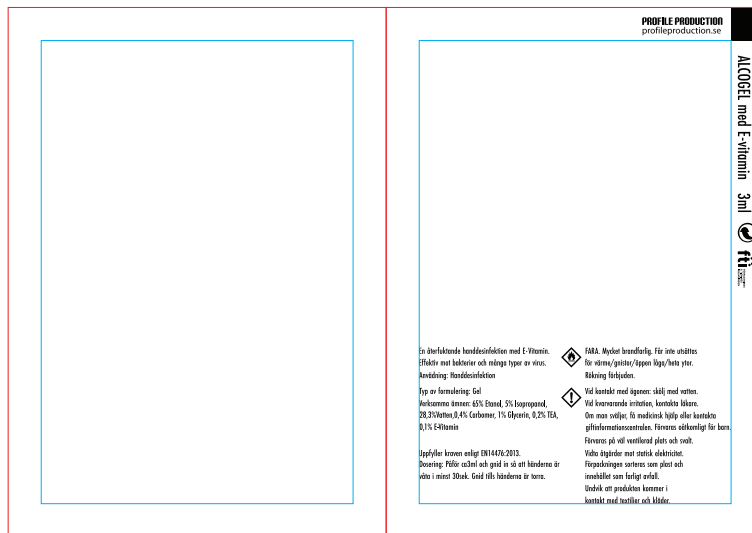 PROFILE PRODUCTION
profileproduction.se
ALCOGEL med E-vitamin 3ml
fti
En återfuktande handdesinfektion med E-Vitamin.
Effektiv mot bakterier och många typer av virus.
Anvädning: Handdesinfektion
Typ av formulering: Gel
Verksamma ämnen: 65% Etanol, 5% Isopropanol,
28,3%Vatten,0,4% Carbomer, 1% Glycerin, 0,2% TEA,
0,1% E-Vitamin
Uppfyller kraven enligt EN14476:2013.
Dosering: Påför ca3ml och gnid in så att händerna är
våta i minst 30sek. Gnid tills händerna är torra.
FARA. Mycket brandfarlig. Får inte utsättas
för värme/gnistor/öppen låga/heta ytor.
Rökning förbjuden.
Vid kontakt med ögonen: skölj med vatten.
Vid kvarvarande irritation, kontakta läkare.
Om man sväljer, få medicinsk hjälp eller kontakta
giftinformationscentralen. Förvaras oåtkomligt för barn.
Förvaras på väl ventilerad plats och svalt.
Vidta åtgärder mot statisk elektricitet.
Förpackningen sorteras som plast och
innehållet som farligt avfall.
Undvik att produkten kommer i
kontakt med textilier och kläder.